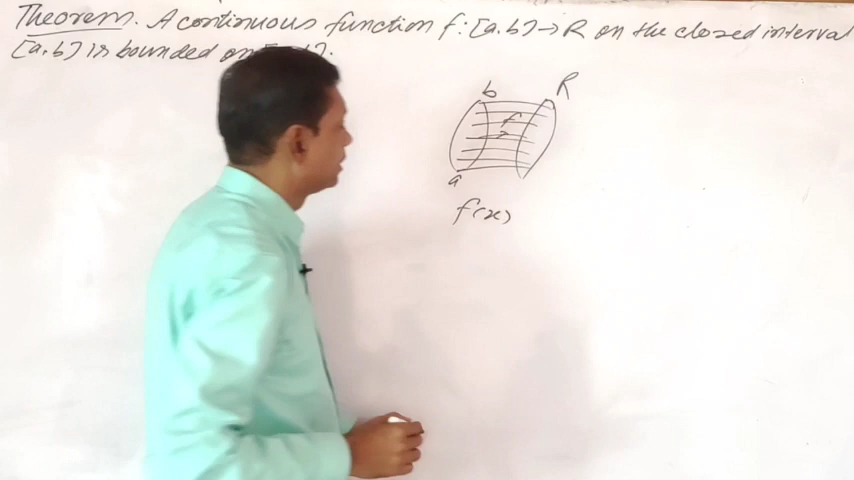 Theorem. A continuous function f: [a,b] → R on the closed interval
[a,b] is bounded on
b
R
f
a
f(x)